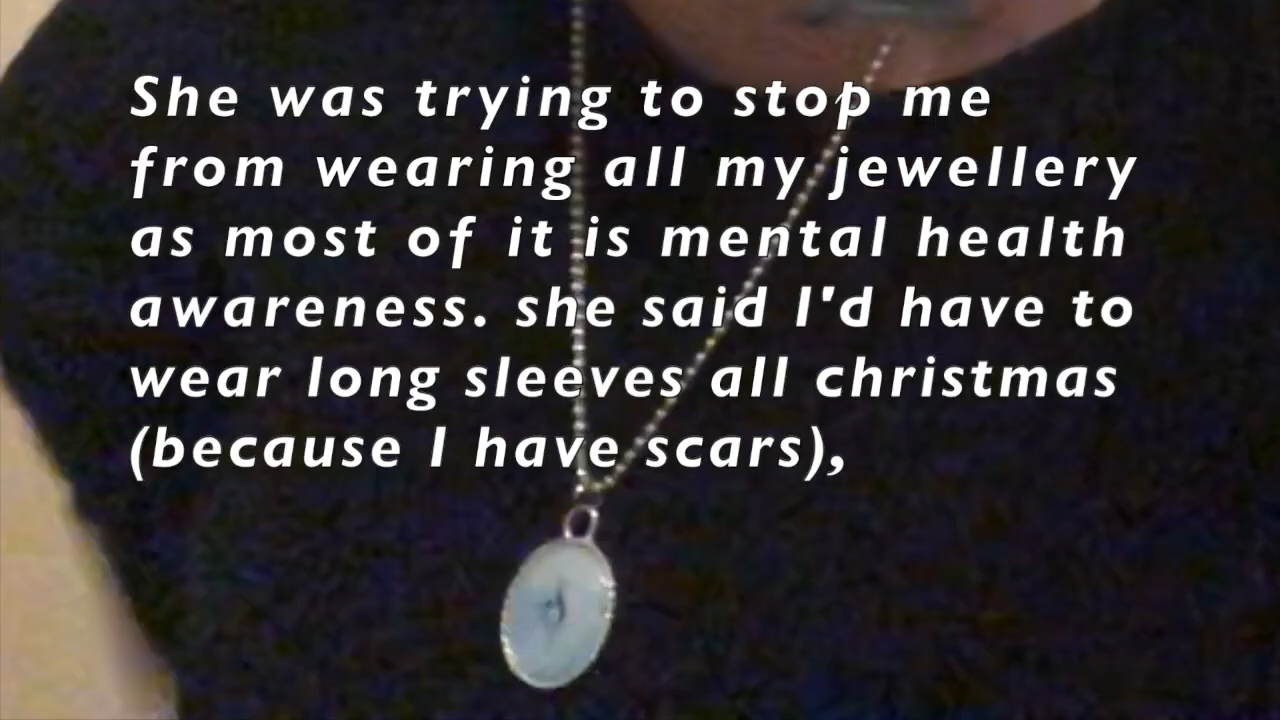 She was trying to stop me
from wearing all my jewellery
as most of it is mental health
awareness. she said I'd have to
wear long sleeves all christmas
(because I have scars),